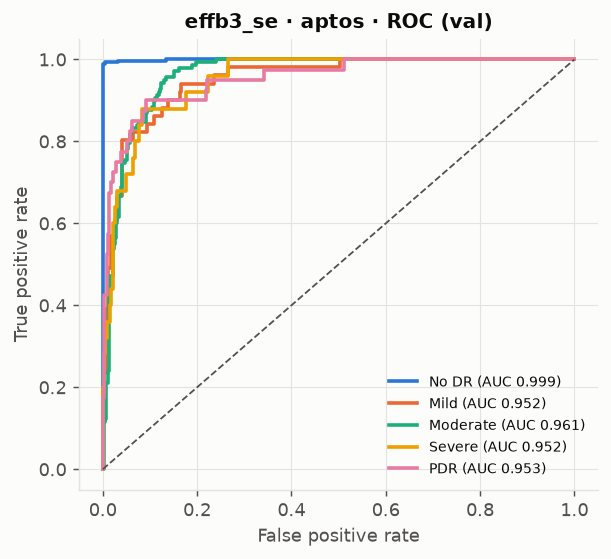 effb3_se · aptos · ROC (val)
True positive rate
1.0
0.8
0.6
0.4
0.2
0.0
No DR (AUC 0.999)
Mild (AUC 0.952)
Moderate (AUC 0.961)
Severe (AUC 0.952)
PDR (AUC 0.953)
0.0 0.2 0.4 0.6 0.8 1.0
False positive rate